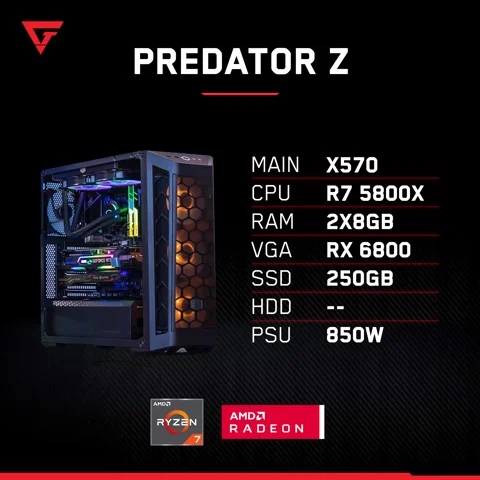 PREDATOR Z
MAIN X570
CPU R7 5800X
RAM 2X8GB
VGA RX 6800
SSD 250GB
HDD --
PSU 850W
AMD
RYZEN
7
AMD
RADEON